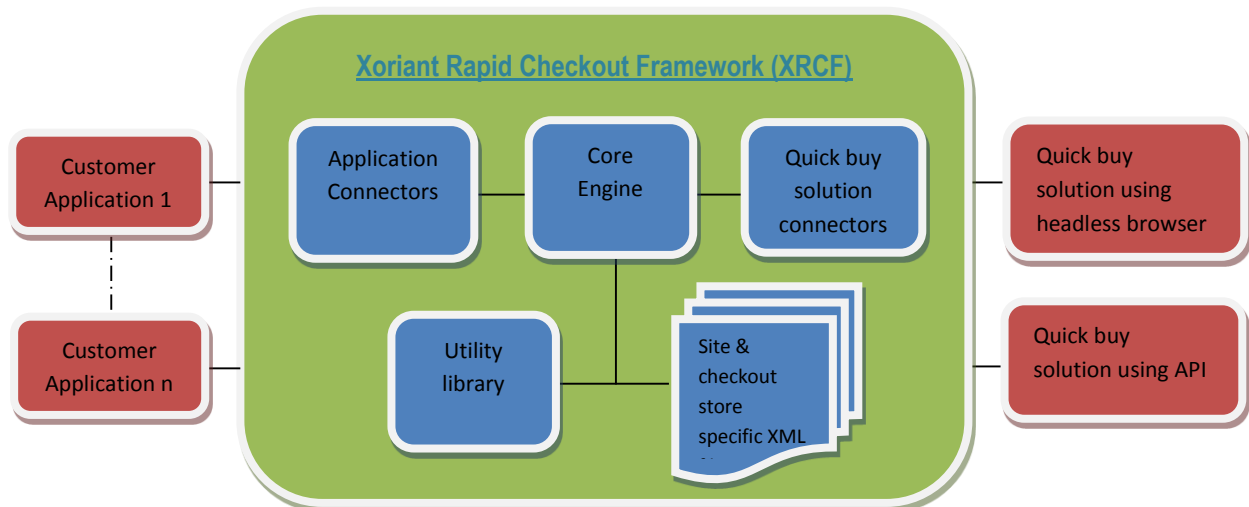 Xoriant Rapid Checkout Framework (XRCF)
Customer
Application 1
Application
Connectors
Core
Engine
Quick buy
solution
connectors
Quick buy
solution using
headless browser
Customer
Application n
Utility
library
Site &
checkout
store
specific XML
Quick buy
solution using API